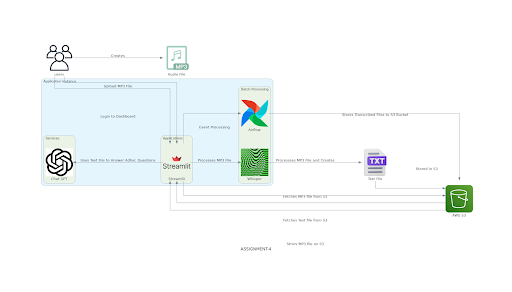 Users
Creates
MP3
Audio File
Application Instance
Upload MP3 File
Batch Processing
Login to Dashboard
Stores Transcribed Files to S3 Bucket
Event Processing
Airflow
Services
Applications
Streamlit
Uses Text File to Answer Adhoc Questions
Processes MP3 File
Processes MP3 File and Creates
TXT
Stored in S3
Chat GPT
Streamlit
Whisper
Text File
Fetches MP3 file from S3
AWS S3
Fetches Text file from S3
Stores MP3 file on S3
ASSIGNMENT-4